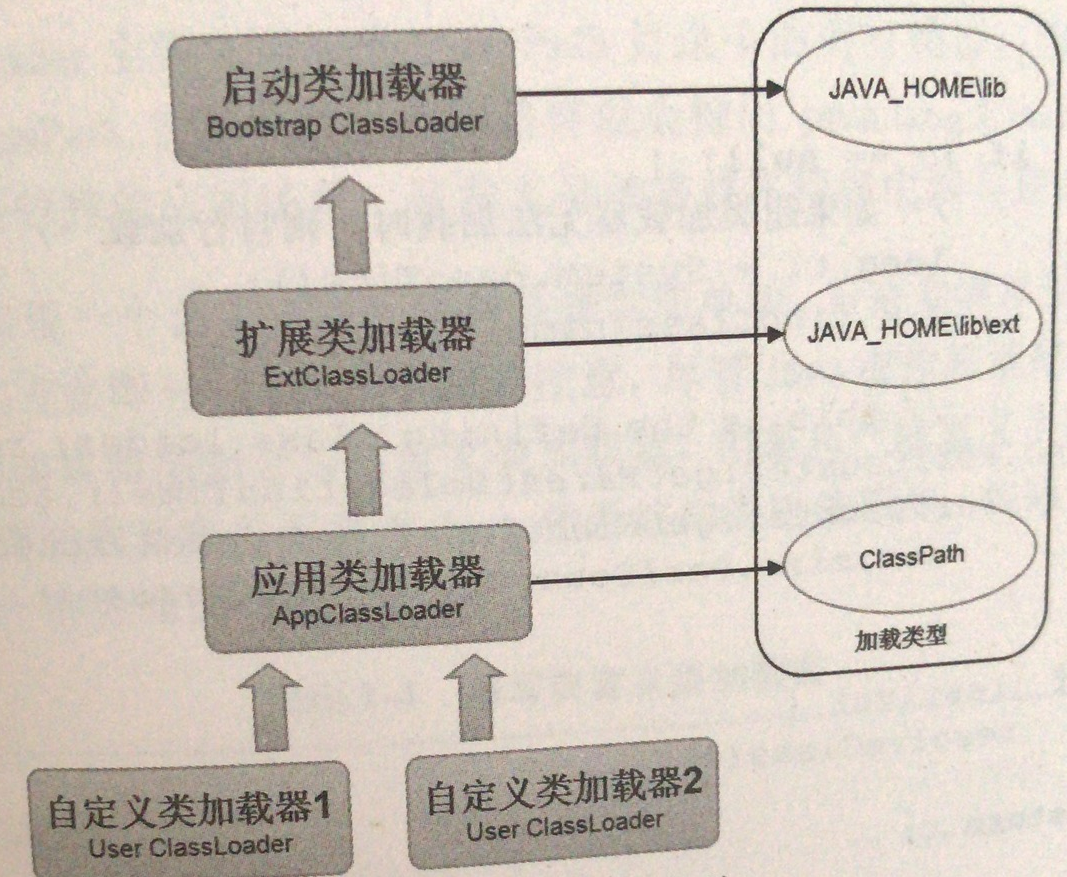 启动类加载器
Bootstrap ClassLoader
JAVA_HOME\lib
扩展类加载器
ExtClassLoader
JAVA_HOME\lib\ext
应用类加载器
AppClassLoader
ClassPath
加载类型
自定义类加载器1
User ClassLoader
自定义类加载器2
User ClassLoader